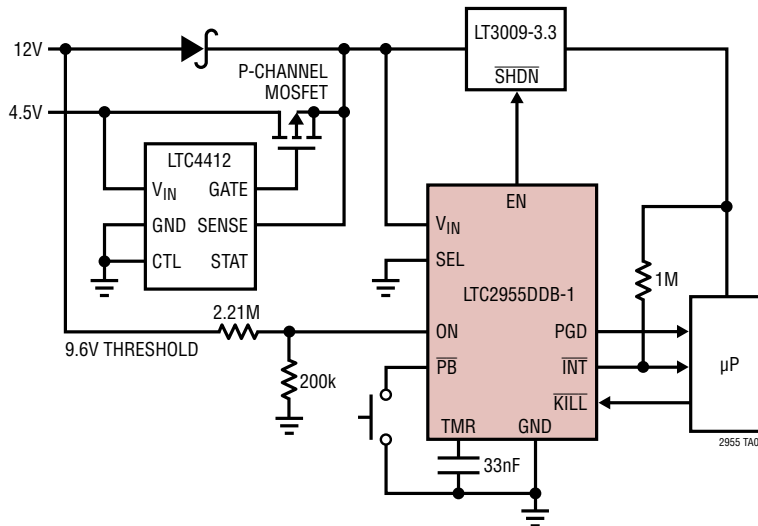 12V
LT3009-3.3
SHDN
P-CHANNEL
MOSFET
4.5V
LTC4412
VIN GATE
GND SENSE
CTL STAT
EN
VIN
SEL
LTC2955DDB-1
1M
2.21M
ON PGD
9.6V THRESHOLD
PB INT
µP
200k
KILL
TMR GND
33nF
2955 TA0